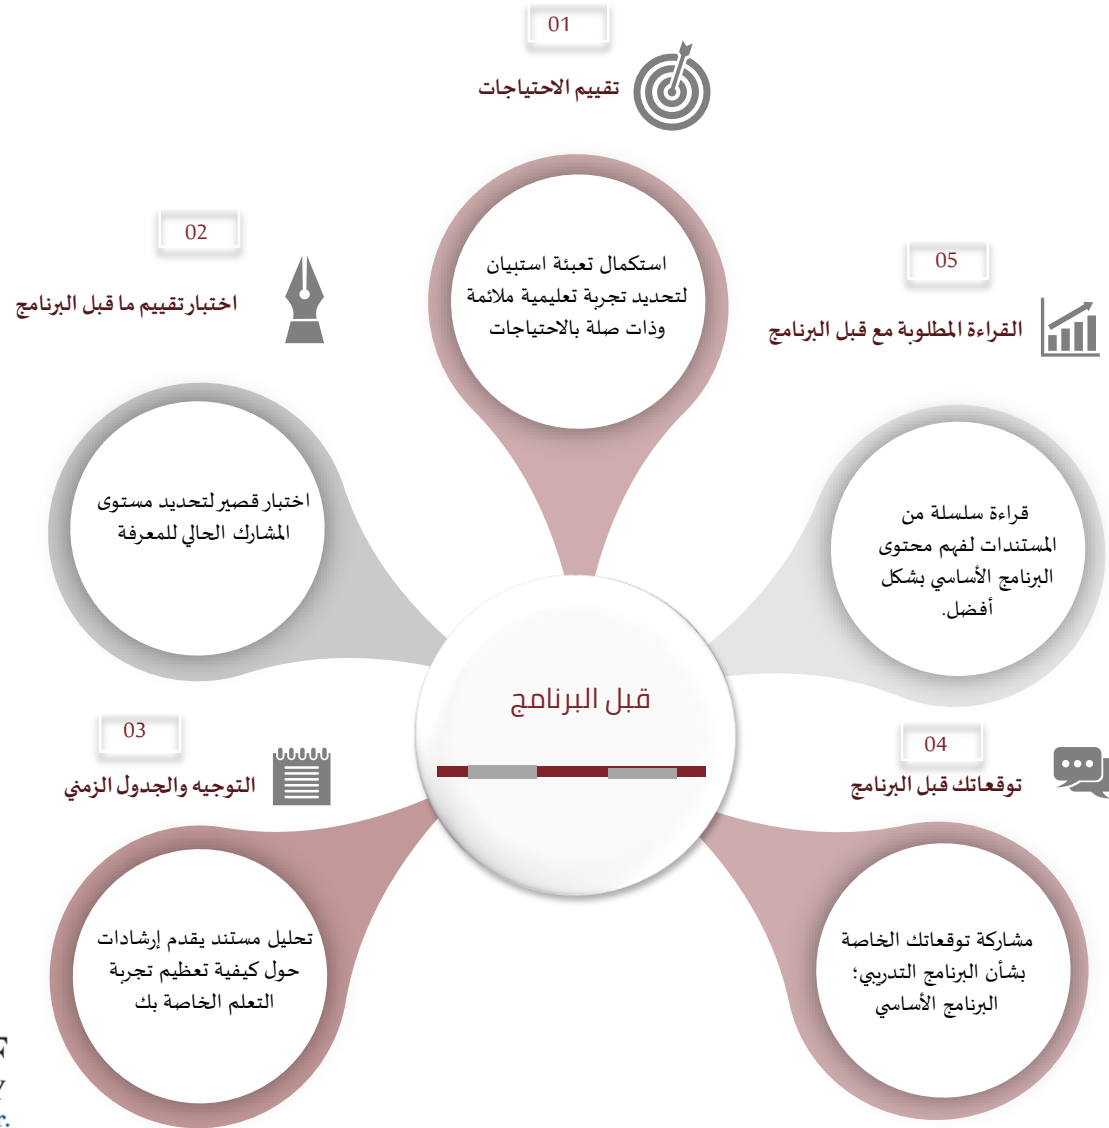 01
تقييم الاحتياجات
استكمال تعبئة استبيان
لتحديد تجربة تعليمية ملائمة
وذات صلة بالاحتياجات
02
اختبار تقييم ما قبل البرنامج
اختبار قصير لتحديد مستوى
المشارك الحالي للمعرفة
03
التوجيه والجدول الزمني
تحليل مستند يقدم إرشادات
حول كيفية تعظيم تجربة
التعلم الخاصة بك
04
توقعاتك قبل البرنامج
مشاركة توقعاتك الخاصة
بشأن البرنامج التدريبي؛
البرنامج الأساسي
05
القراءة المطلوبة مع قبل البرنامج
قراءة سلسلة من
المستندات لفهم محتوى
البرنامج الأساسي بشكل
أفضل.
قبل البرنامج